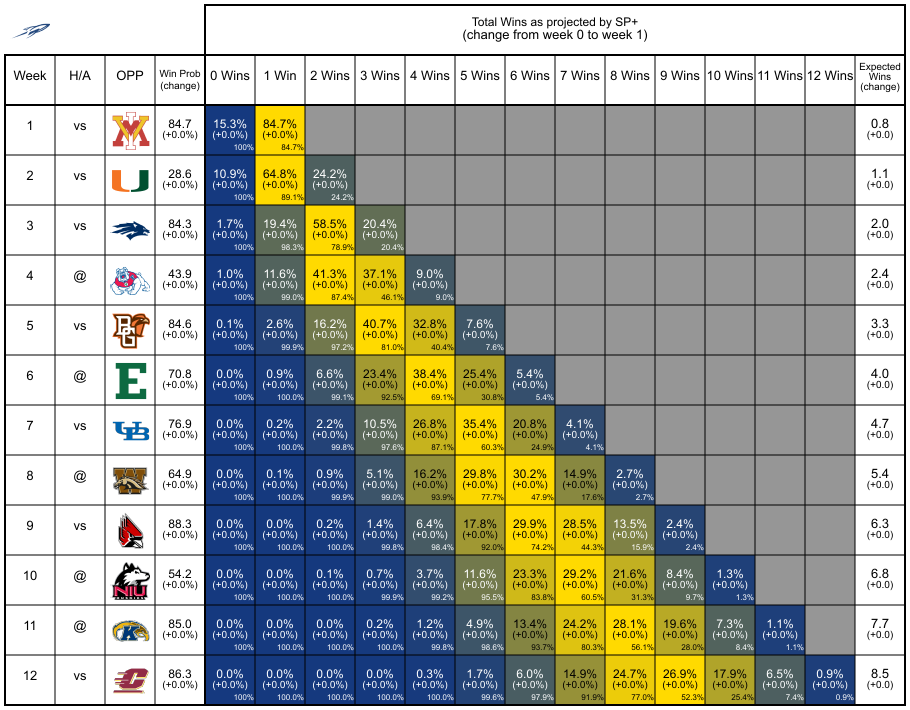 Total Wins as projected by SP+
(change from week 0 to week 1)
Week H/A OPP Win Prob (change) 0 Wins 1 Win 2 Wins 3 Wins 4 Wins 5 Wins 6 Wins 7 Wins 8 Wins 9 Wins 10 Wins 11 Wins 12 Wins Expected Wins (change)
1 vs VMI 84.7 15.3% 84.7% 0.8
(+0.0%) (+0.0%) (+0.0%) (+0.0)
100% 84.7%
2 vs U 28.6 10.9% 64.8% 24.2% 1.1
(+0.0%) (+0.0%) (+0.0%) (+0.0%) (+0.0)
100% 89.1% 24.2%
3 vs 84.3 1.7% 19.4% 58.5% 20.4% 2.0
(+0.0%) (+0.0%) (+0.0%) (+0.0%) (+0.0%) (+0.0)
100% 98.3% 78.9% 20.4%
4 @ 43.9 1.0% 11.6% 41.3% 37.1% 9.0% 2.4
(+0.0%) (+0.0%) (+0.0%) (+0.0%) (+0.0%) (+0.0%) (+0.0)
100% 99.0% 87.4% 46.1% 9.0%
5 vs BG 84.6 0.1% 2.6% 16.2% 40.7% 32.8% 7.6% 3.3
(+0.0%) (+0.0%) (+0.0%) (+0.0%) (+0.0%) (+0.0%) (+0.0%) (+0.0)
100% 99.9% 97.2% 81.0% 40.4% 7.6%
6 @ E 70.8 0.0% 0.9% 6.6% 23.4% 38.4% 25.4% 5.4% 4.0
(+0.0%) (+0.0%) (+0.0%) (+0.0%) (+0.0%) (+0.0%) (+0.0%) (+0.0%) (+0.0)
100% 100.0% 99.1% 92.5% 69.1% 30.8% 5.4%
7 vs UB 76.9 0.0% 0.2% 2.2% 10.5% 26.8% 35.4% 20.8% 4.1% 4.7
(+0.0%) (+0.0%) (+0.0%) (+0.0%) (+0.0%) (+0.0%) (+0.0%) (+0.0%) (+0.0%) (+0.0)
100% 100.0% 99.8% 97.6% 87.1% 60.3% 24.9% 4.1%
8 @ W 64.9 0.0% 0.1% 0.9% 5.1% 16.2% 29.8% 30.2% 14.9% 2.7% 5.4
(+0.0%) (+0.0%) (+0.0%) (+0.0%) (+0.0%) (+0.0%) (+0.0%) (+0.0%) (+0.0%) (+0.0%) (+0.0)
100% 100.0% 99.9% 99.0% 93.9% 77.7% 47.9% 17.6% 2.7%
9 vs 88.3 0.0% 0.0% 0.2% 1.4% 6.4% 17.8% 29.9% 28.5% 13.5% 2.4% 6.3
(+0.0%) (+0.0%) (+0.0%) (+0.0%) (+0.0%) (+0.0%) (+0.0%) (+0.0%) (+0.0%) (+0.0%) (+0.0%) (+0.0)
100% 100.0% 100.0% 99.8% 98.4% 92.0% 74.2% 44.3% 15.9% 2.4%
10 @ NIU 54.2 0.0% 0.0% 0.1% 0.7% 3.7% 11.6% 23.3% 29.2% 21.6% 8.4% 1.3% 6.8
(+0.0%) (+0.0%) (+0.0%) (+0.0%) (+0.0%) (+0.0%) (+0.0%) (+0.0%) (+0.0%) (+0.0%) (+0.0%) (+0.0%) (+0.0)
100% 100.0% 100.0% 99.9% 99.2% 95.5% 83.8% 60.5% 31.3% 9.7% 1.3%
11 @ K 85.0 0.0% 0.0% 0.0% 0.2% 1.2% 4.9% 13.4% 24.2% 28.1% 19.6% 7.3% 1.1% 7.7
(+0.0%) (+0.0%) (+0.0%) (+0.0%) (+0.0%) (+0.0%) (+0.0%) (+0.0%) (+0.0%) (+0.0%) (+0.0%) (+0.0%) (+0.0%) (+0.0)
100% 100.0% 100.0% 100.0% 99.8% 98.6% 93.7% 80.3% 56.1% 28.0% 8.4% 1.1%
12 vs C 86.3 0.0% 0.0% 0.0% 0.0% 0.3% 1.7% 6.0% 14.9% 24.7% 26.9% 17.9% 6.5% 0.9% 8.5
(+0.0%) (+0.0%) (+0.0%) (+0.0%) (+0.0%) (+0.0%) (+0.0%) (+0.0%) (+0.0%) (+0.0%) (+0.0%) (+0.0%) (+0.0%) (+0.0%) (+0.0)
100% 100.0% 100.0% 100.0% 100.0% 99.6% 97.9% 91.9% 77.0% 52.3% 25.4% 7.4% 0.9%